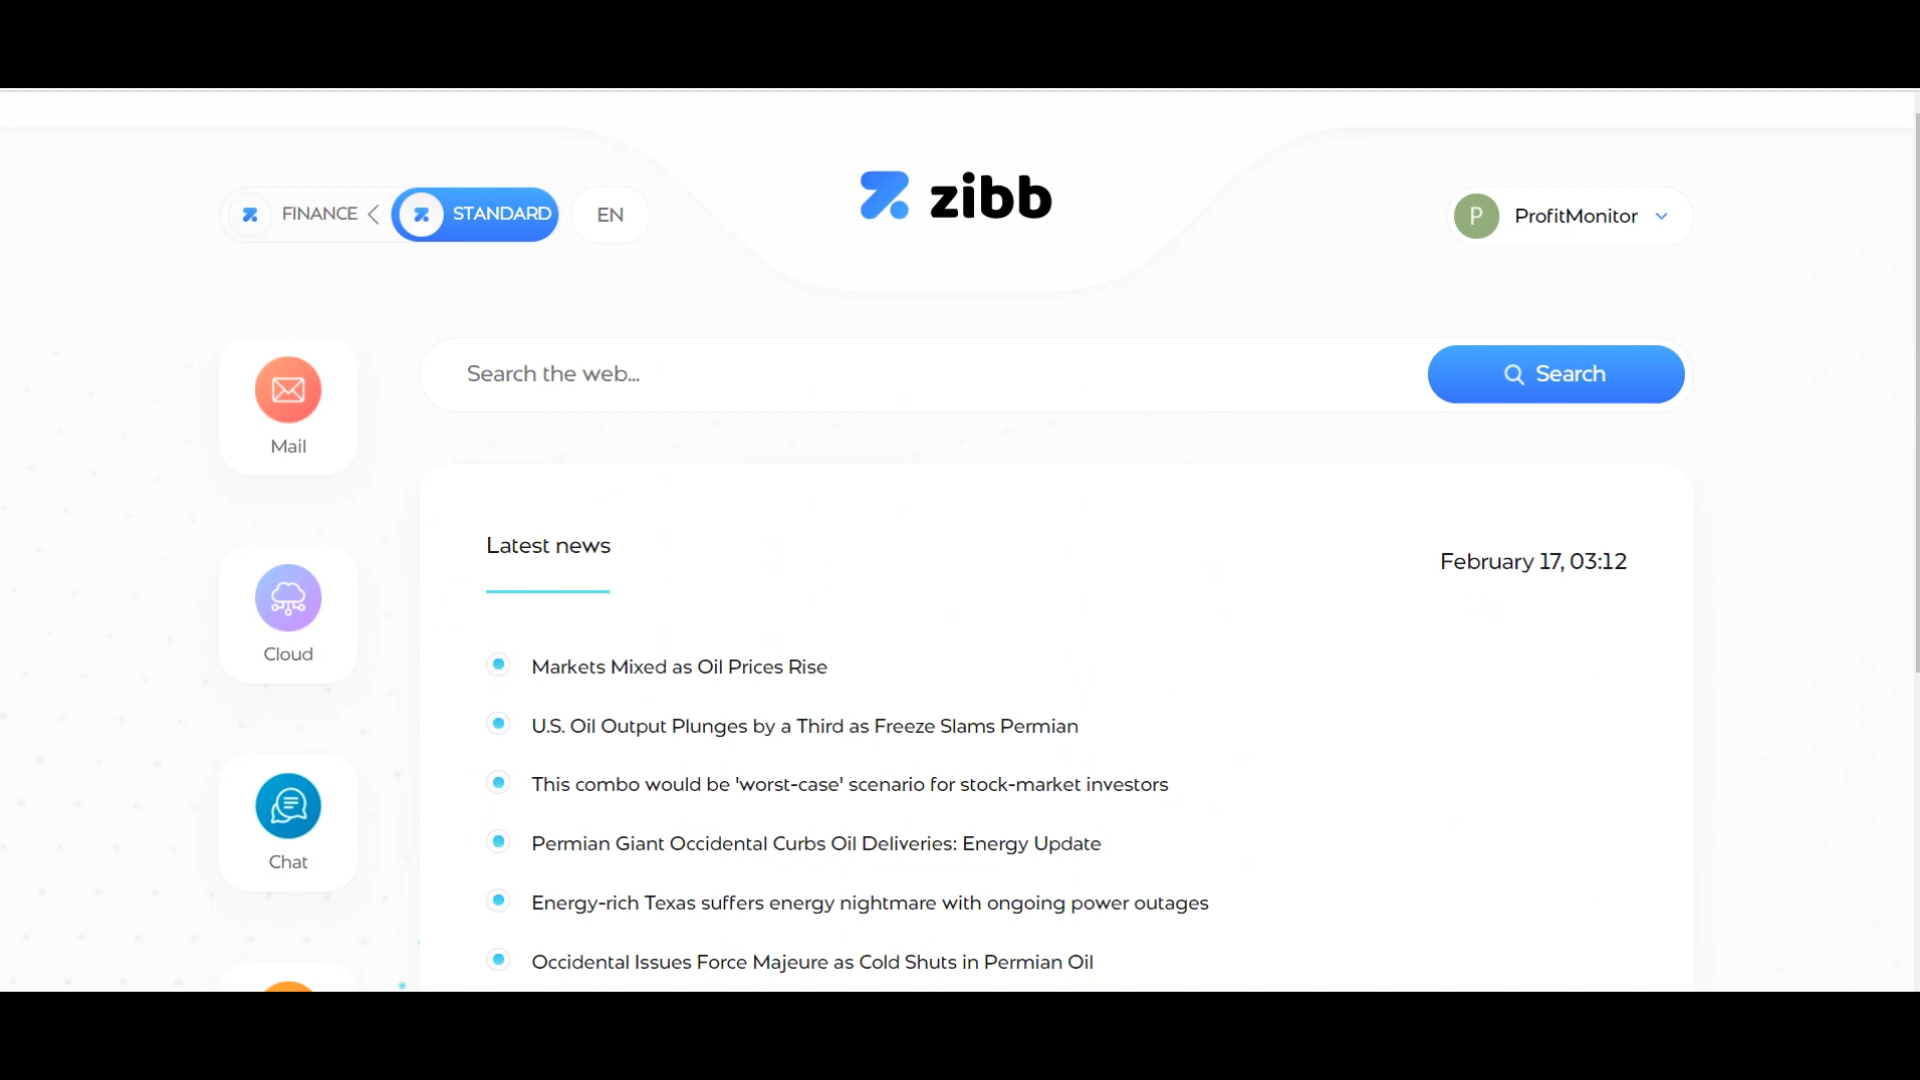 FINANCE
STANDARD
EN
zibb
P
ProfitMonitor
Mail
Search the web...
Search
Cloud
Latest news
February 17, 03:12
Markets Mixed as Oil Prices Rise
U.S. Oil Output Plunges by a Third as Freeze Slams Permian
This combo would be 'worst-case' scenario for stock-market investors
Chat
Permian Giant Occidental Curbs Oil Deliveries: Energy Update
Energy-rich Texas suffers energy nightmare with ongoing power outages
Occidental Issues Force Majeure as Cold Shuts in Permian Oil